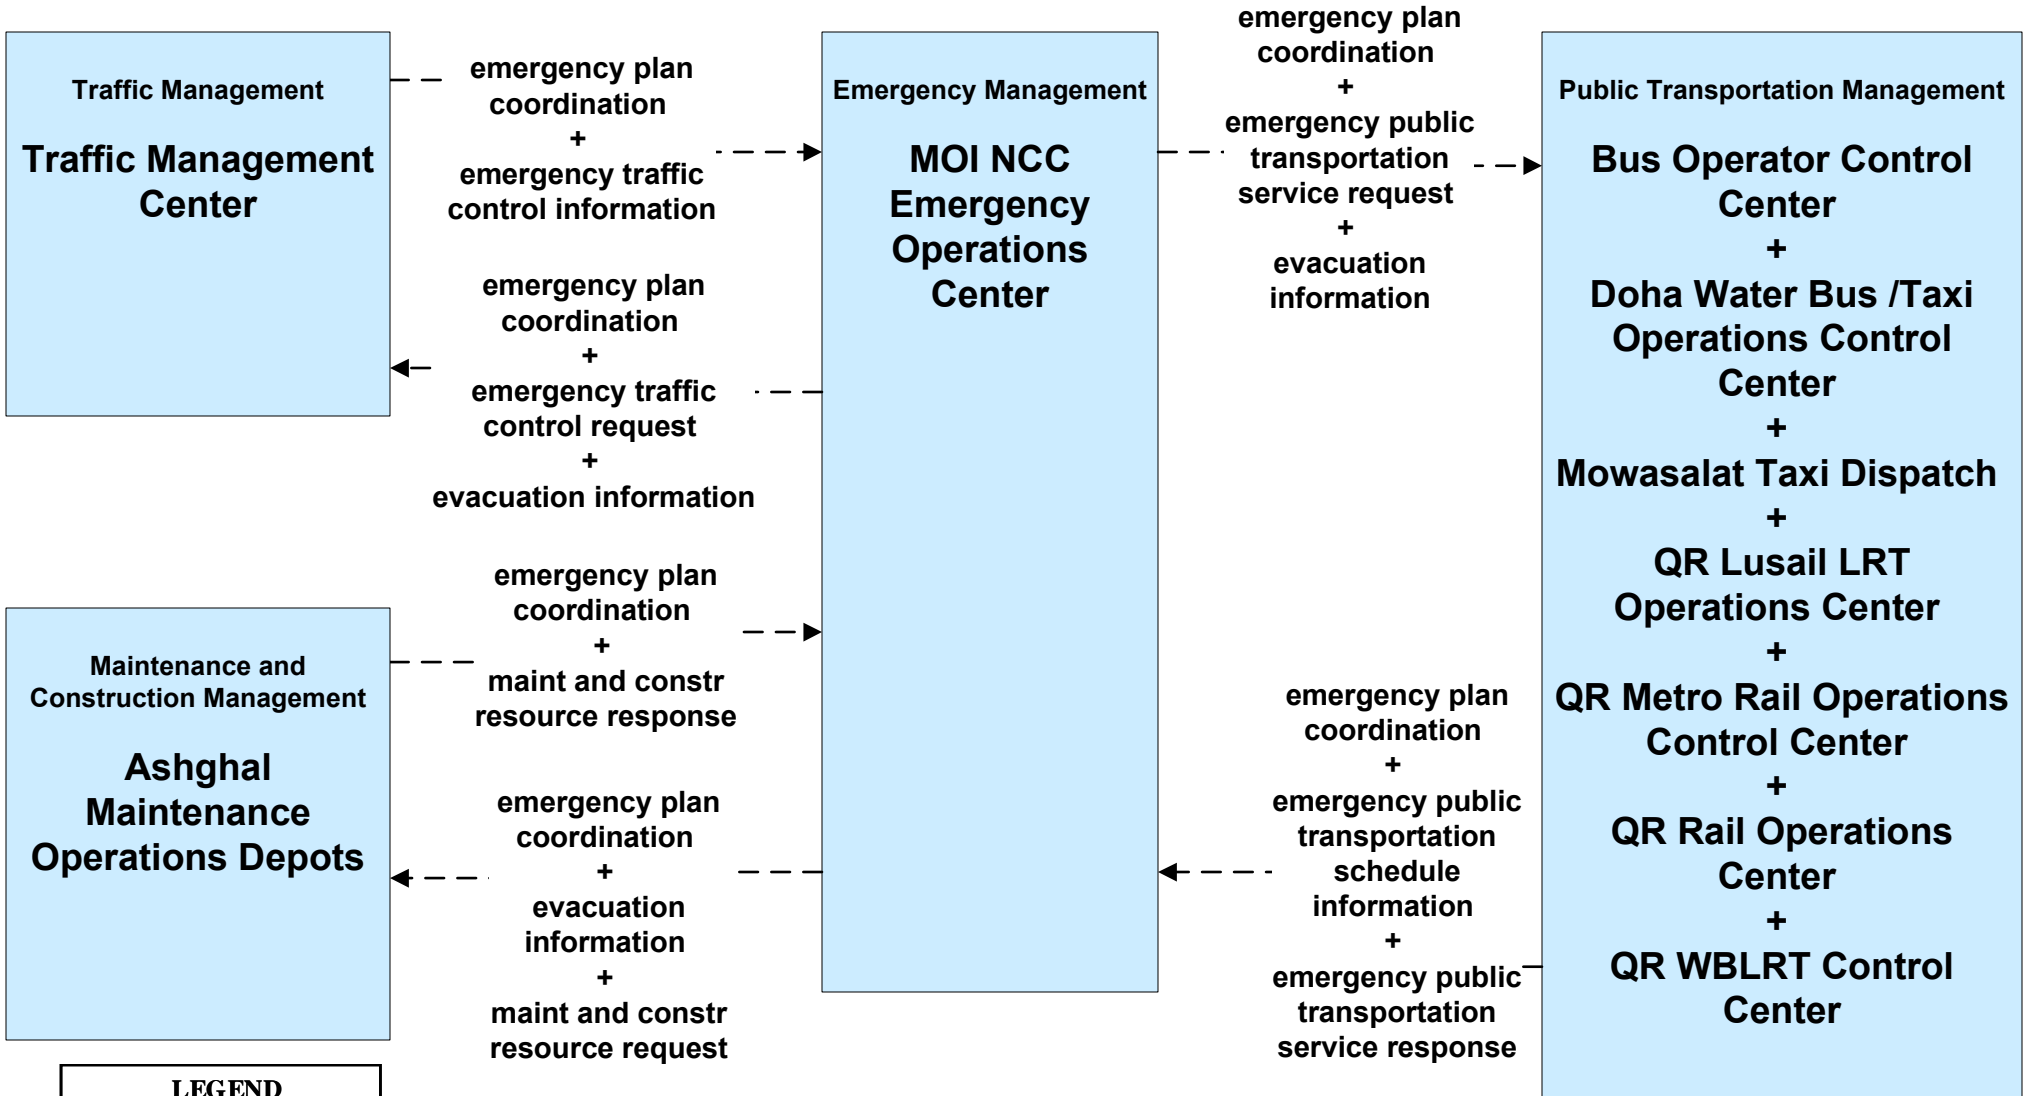 Traffic Management
Traffic Management
Center
emergency plan
coordination
+
emergency traffic
control information
emergency plan
coordination
+
emergency traffic
control request
+
evacuation information
Maintenance and
Construction Management
Ashghal
Maintenance
Operations Depots
emergency plan
coordination
+
maint and constr
resource response
emergency plan
coordination
+
evacuation
information
+
maint and constr
resource request
Emergency Management
MOI NCC
Emergency
Operations
Center
emergency plan
coordination
+
emergency public
transportation
service request
+
evacuation
information
emergency plan
coordination
+
emergency public
transportation
schedule
information
+
emergency public
transportation
service response
Public Transportation Management
Bus Operator Control
Center
+
Doha Water Bus /Taxi
Operations Control
Center
+
Mowasalat Taxi Dispatch
+
QR Lusail LRT
Operations Center
+
QR Metro Rail Operations
Control Center
+
QR Rail Operations
Center
+
QR WBLRT Control
Center
LEGEND